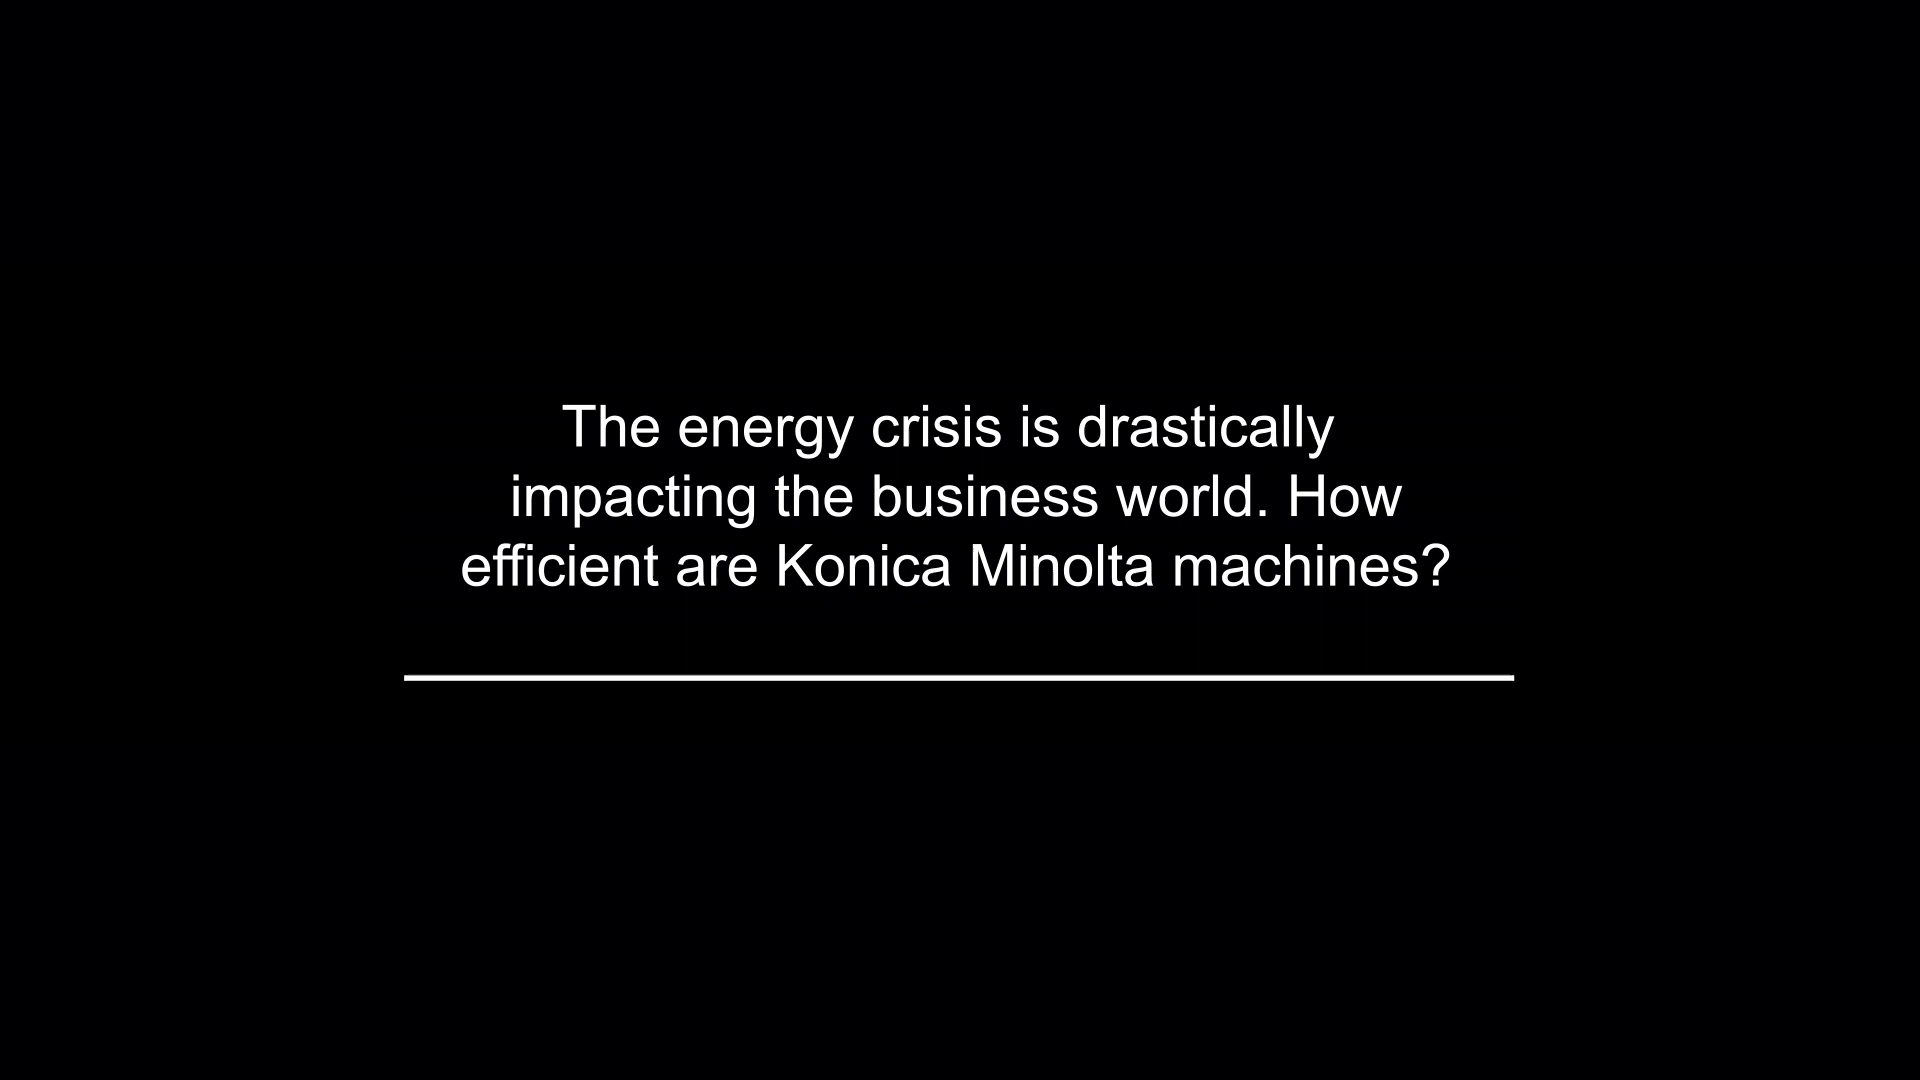 The energy crisis is drastically
impacting the business world. How
efficient are Konica Minolta machines?